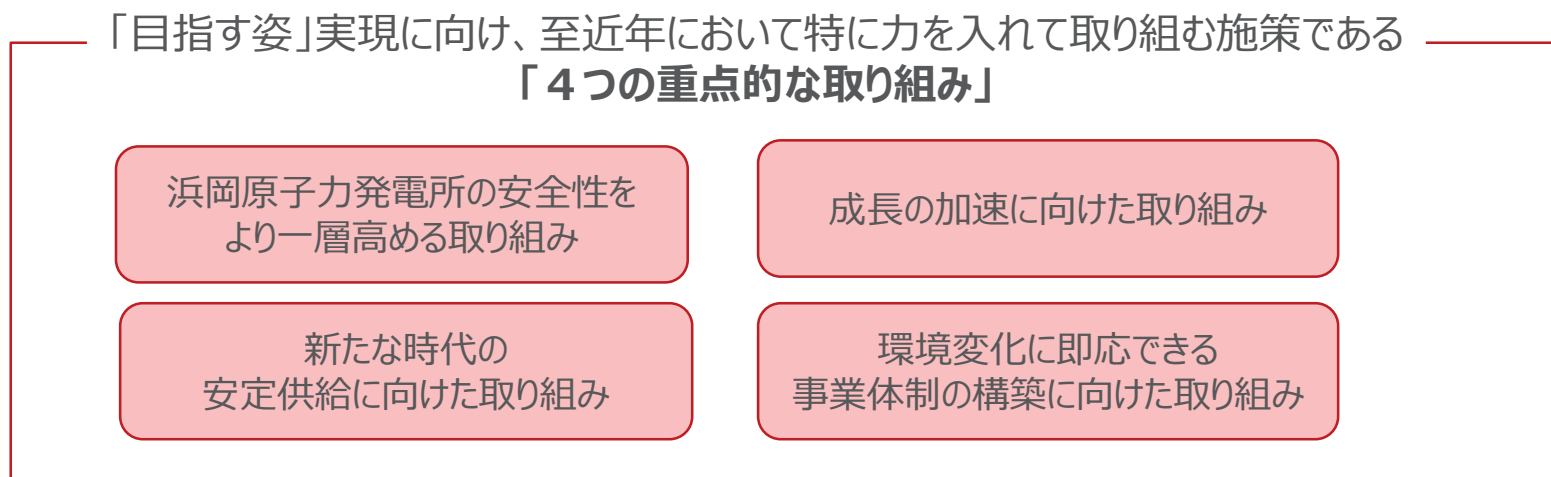 「目指す姿」実現に向け、至近年において特に力を入れて取り組む施策である
「４つの重点的な取り組み」
浜岡原子力発電所の安全性を
より一層高める取り組み
成長の加速に向けた取り組み
新たな時代の
安定供給に向けた取り組み
環境変化に即応できる
事業体制の構築に向けた取り組み